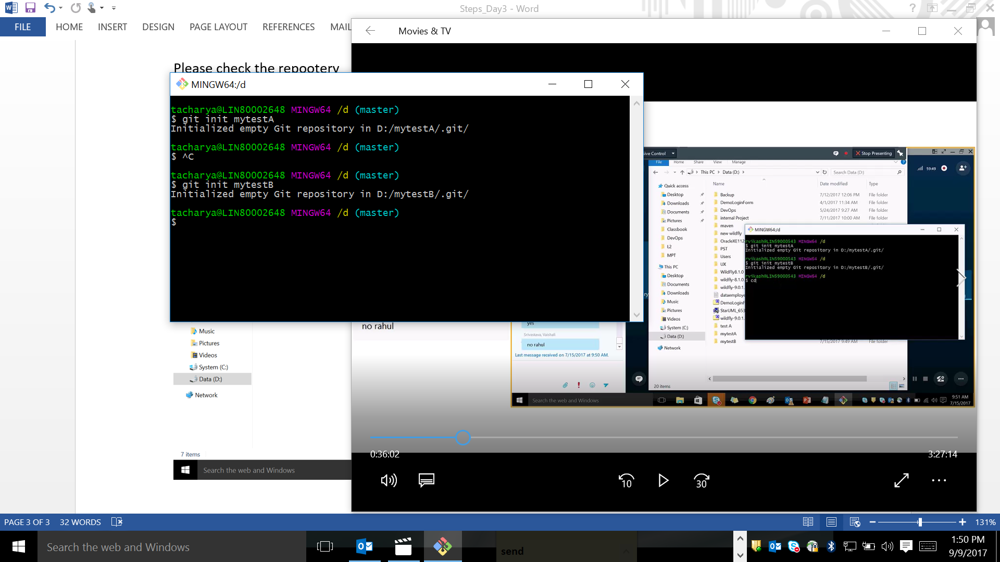 Steps_Day3 - Word
FILE HOME INSERT DESIGN PAGE LAYOUT REFERENCES MAIL
Movies & TV
Please check the repootery
MINGW64:/d
tacharya@LIN80002648 MINGW64 /d (master)
$ git init mytestA
Initialized empty Git repository in D:/mytestA/.git/
tacharya@LIN80002648 MINGW64 /d (master)
$ ^C
tacharya@LIN80002648 MINGW64 /d (master)
$ git init mytestB
Initialized empty Git repository in D:/mytestB/.git/
tacharya@LIN80002648 MINGW64 /d (master)
$
Control
Stop Presenting
File Home Share View Manage
This PC > Data (D:) >
Search Data (D:)
59:49
Name Date modified Type
Quick access
Desktop
Downloads
Documents
Pictures
Classbook
DevOps
L2
MPT
This PC
Desktop
Documents
Downloads
Music
Pictures
Videos
System (C:)
Data (D:)
Network
Backup 7/12/2017 12:06 PM File folder
DemoLoginForm 4/1/2017 11:34 AM File folder
DevOps 5/24/2017 9:27 AM File folder
internal Project 7/11/2017 10:00 AM File folder
maven
new wildfly
OracleXE112
PST
Users
UX
WildFly8.1.0
wildfly-8.1.0.
wildfly-9.0.1.
dataemploye
DemoLoginF
StarUML_653
wildfly-9.0.1.
test A
mytestA
mytestB 7/15/2017 9:49 AM File folder
20 items
MINGW64:/d
rvikash@LIN59000543 MINGW64 /d
$ git init mytestA
Initialized empty Git repository in D:/mytestA/.git/
rvikash@LIN59000543 MINGW64 /d
$ git init mytestB
Initialized empty Git repository in D:/mytestB/.git/
rvikash@LIN59000543 MINGW64 /d
$ cd
no rahul
yes
Srivastava, Vaishali
no rahul
Last message received on 7/15/2017 at 9:50 AM.
Search the web and Windows
9:51 AM
7/15/2017
Music
Pictures
Videos
System (C:)
Data (D:)
Network
7 items
Search the web and Windows
0:36:02 3:27:14
10 30
PAGE 3 OF 3 32 WORDS 131%
Search the web and Windows
send
1:50 PM
9/9/2017